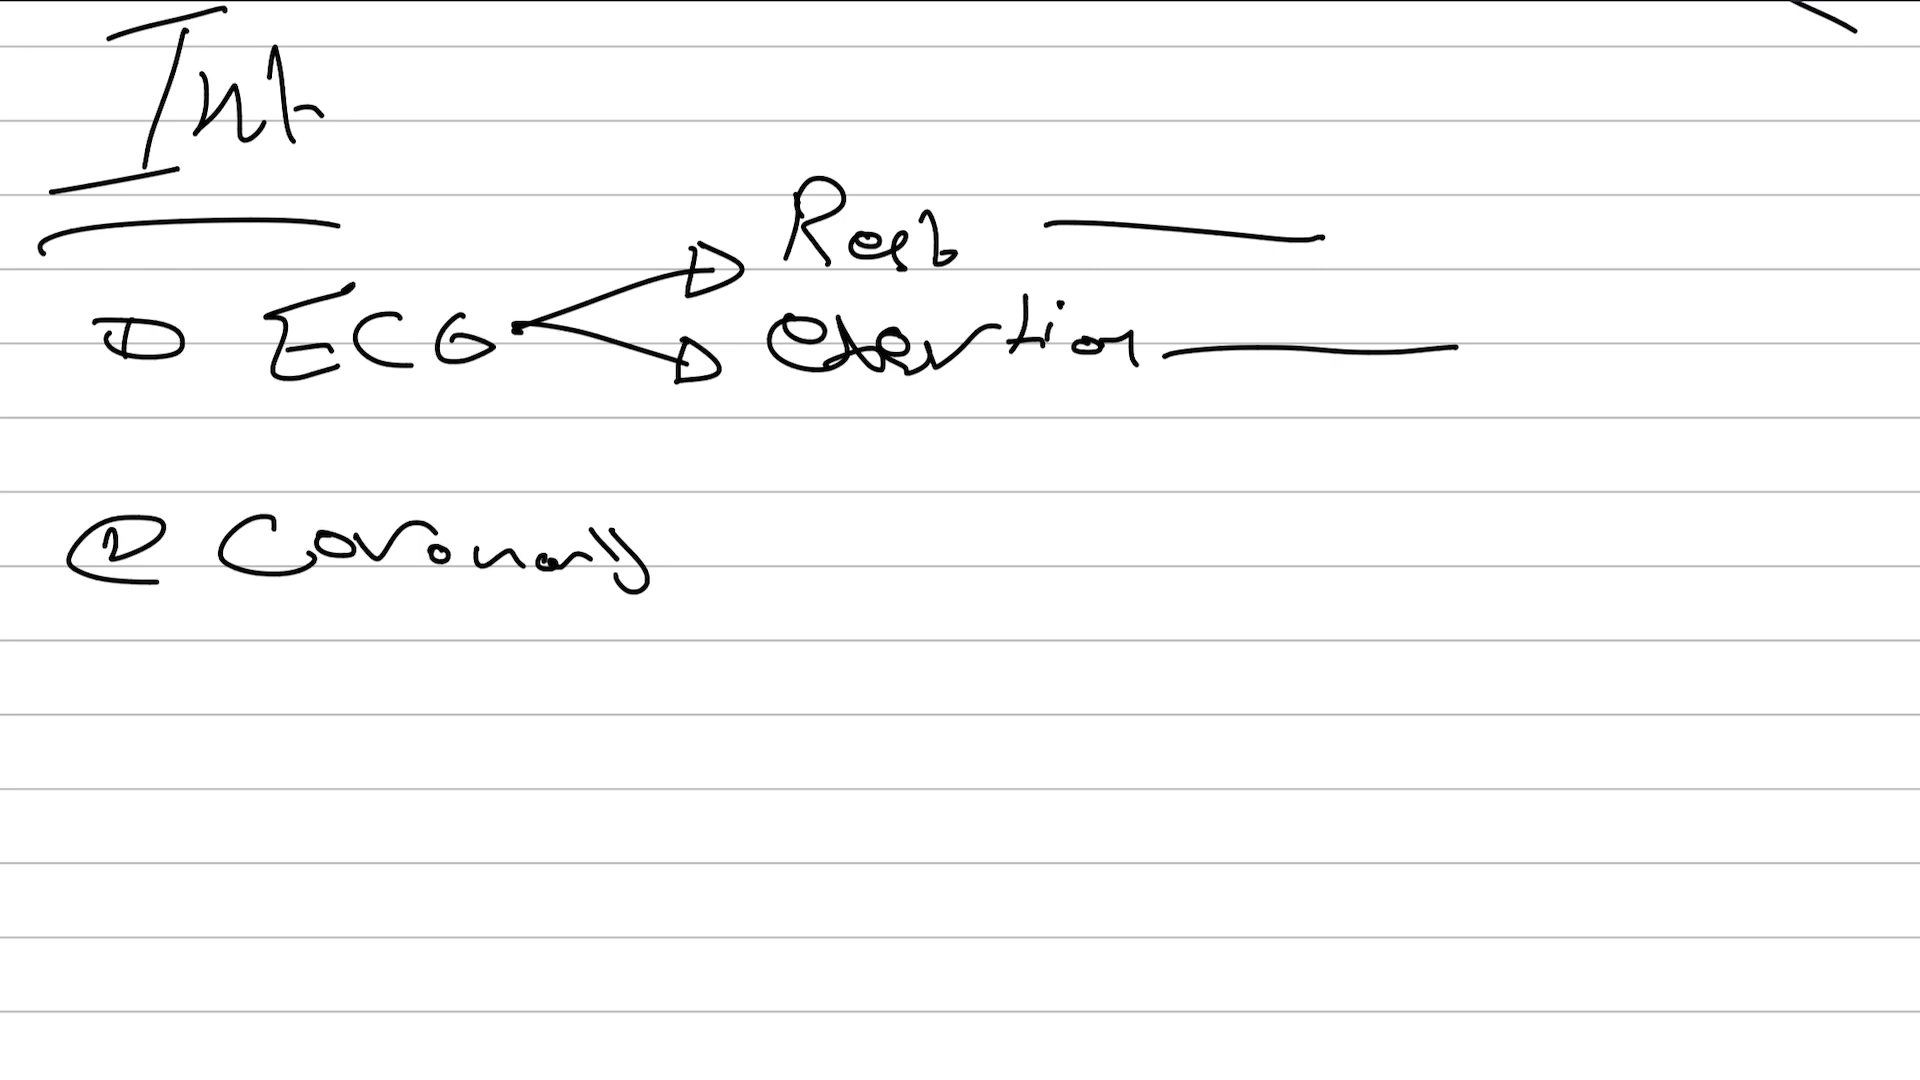 Int
① ECG Rest
exertion
② Coronary